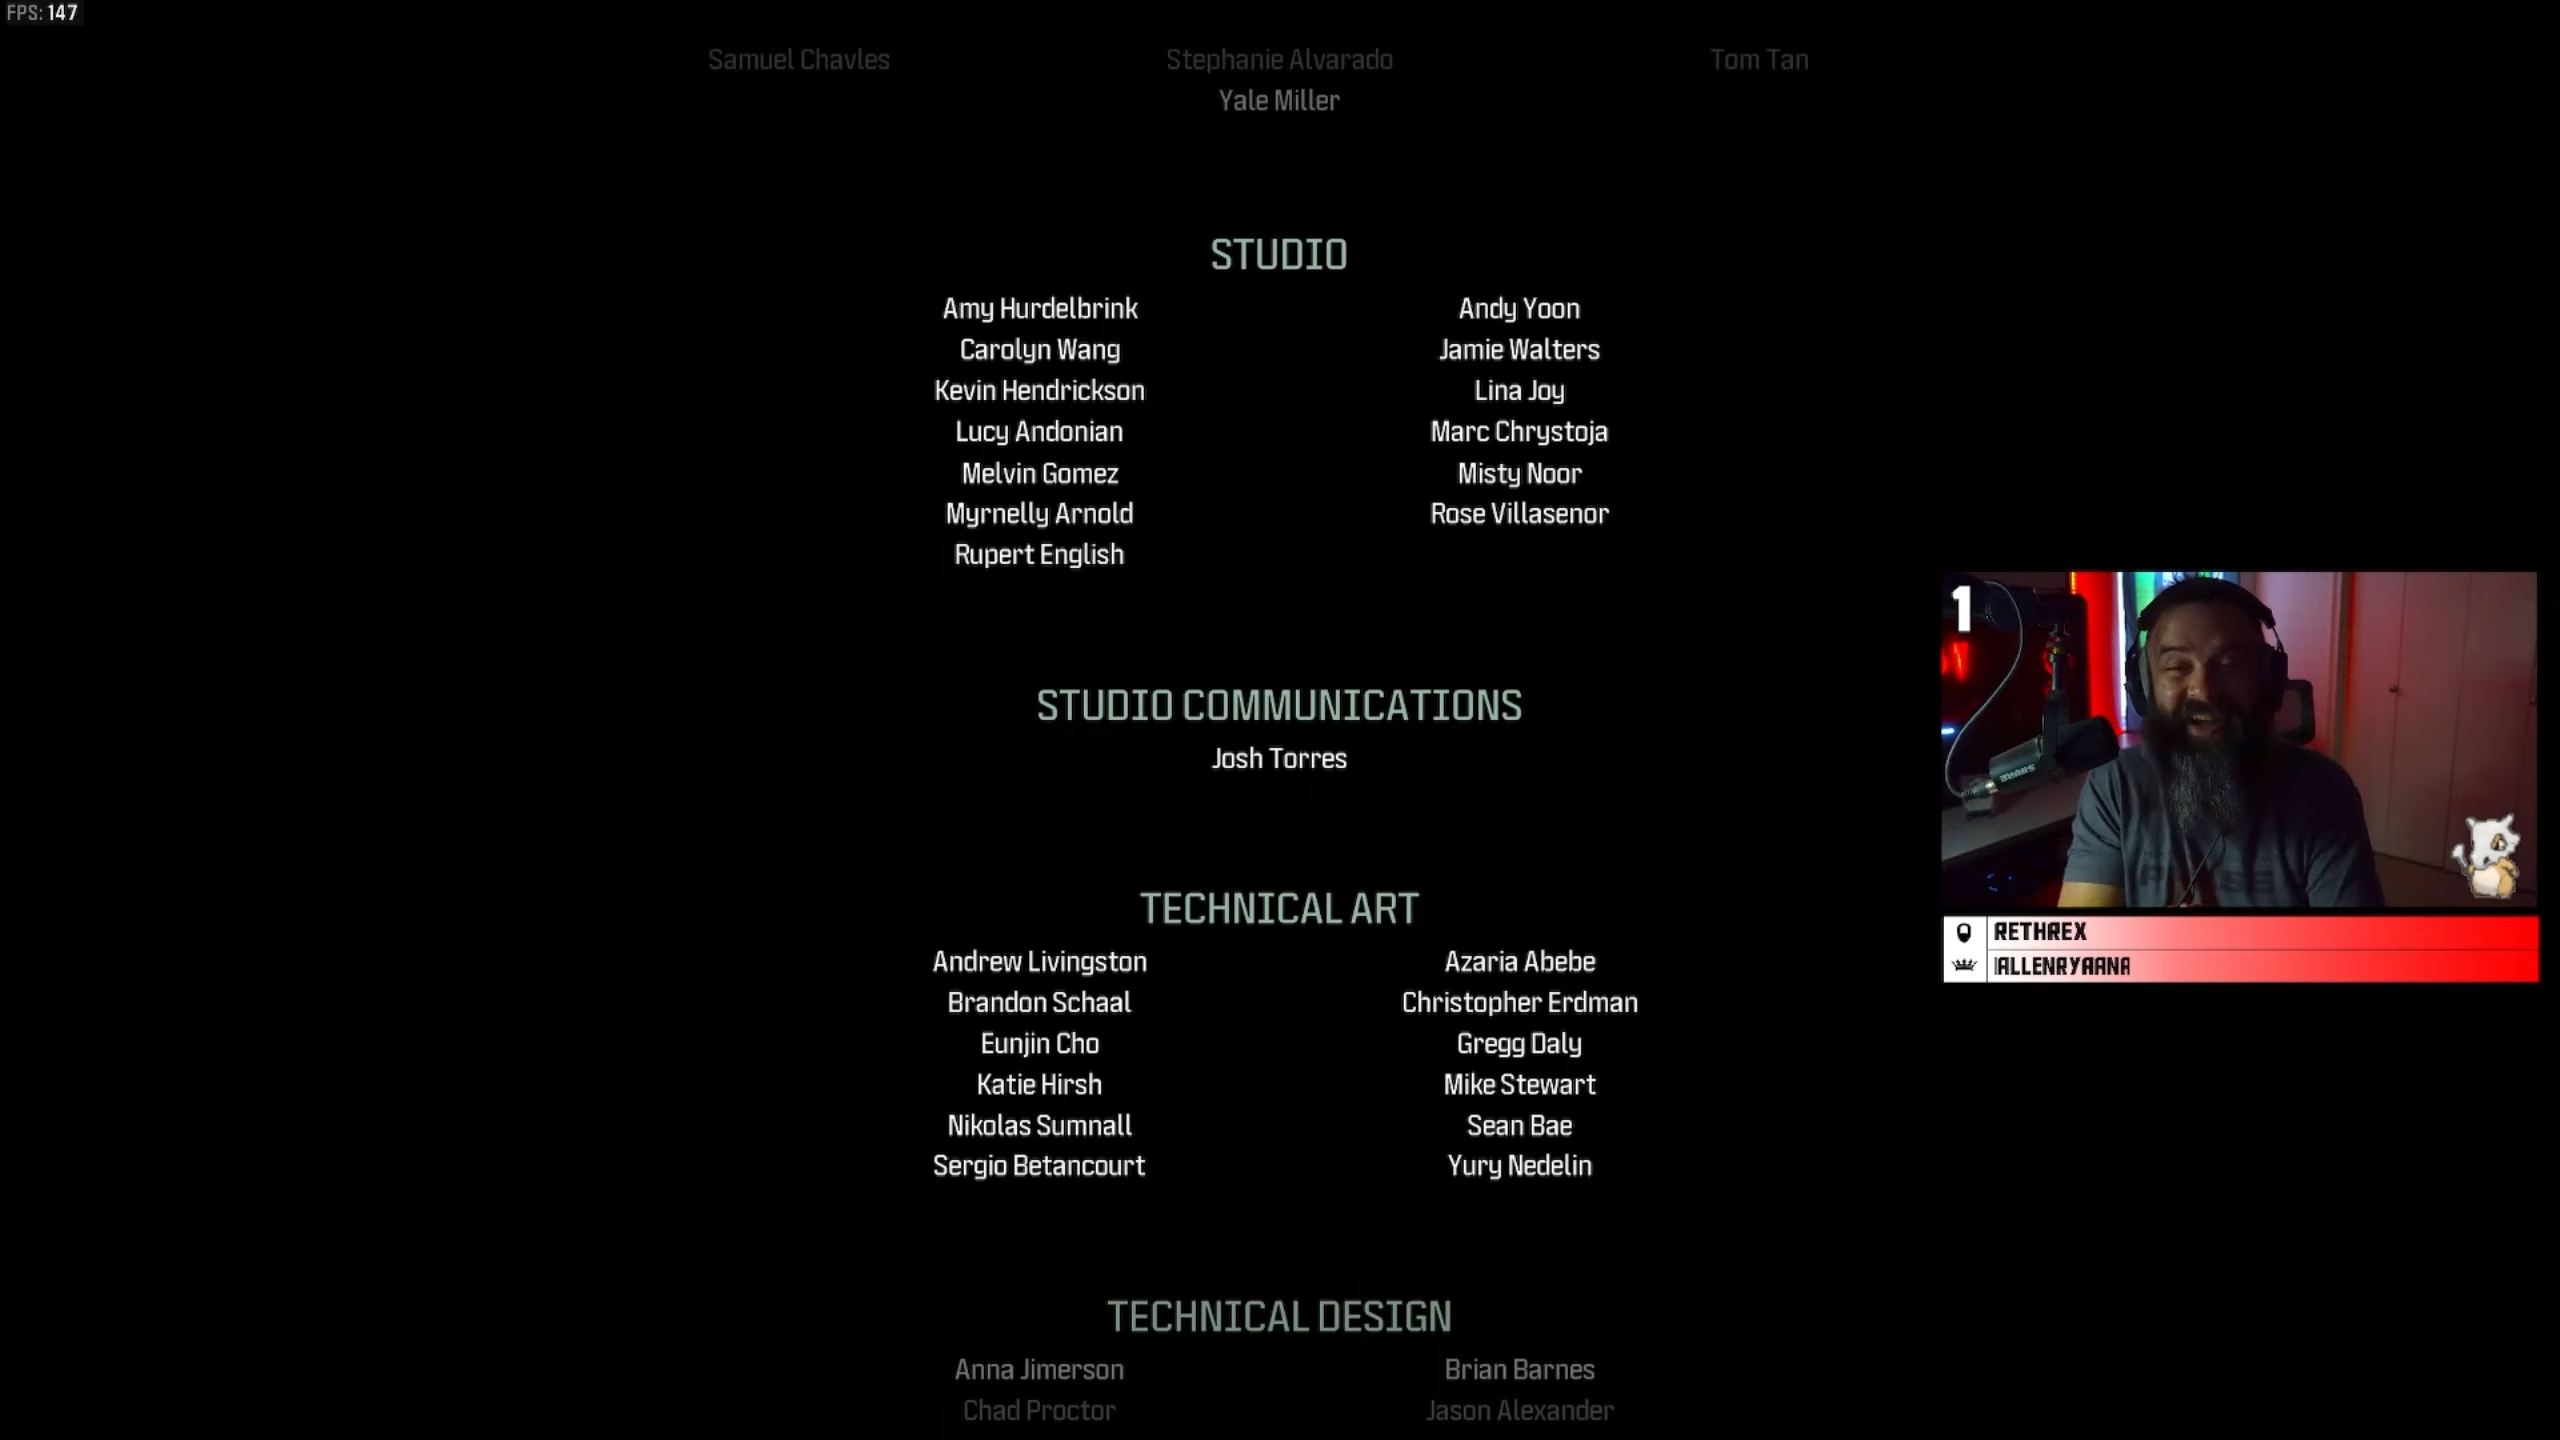 FPS: 147
Samuel Chavles Stephanie Alvarado Tom Tan
Yale Miller
STUDIO
Amy Hurdelbrink Andy Yoon
Carolyn Wang Jamie Walters
Kevin Hendrickson Lina Joy
Lucy Andonian Marc Chrystoja
Melvin Gomez Misty Noor
Myrnelly Arnold Rose Villasenor
Rupert English
1
STUDIO COMMUNICATIONS
Josh Torres
SHURE
TECHNICAL ART
RETHREX
IALLENRYAANA
Andrew Livingston Azaria Abebe
Brandon Schaal Christopher Erdman
Eunjin Cho Gregg Daly
Katie Hirsh Mike Stewart
Nikolas Sumnall Sean Bae
Sergio Betancourt Yury Nedelin
TECHNICAL DESIGN
Anna Jimerson Brian Barnes
Chad Proctor Jason Alexander